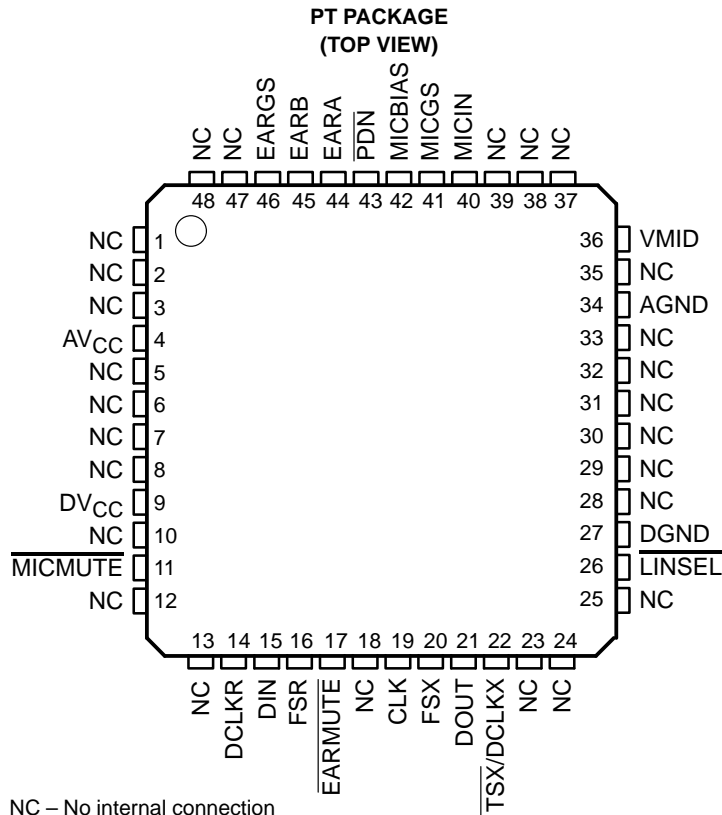 PT PACKAGE
(TOP VIEW)
NC
NC
EARGS
EARB
EARA
PDN
MICBIAS
MICGS
MICIN
NC
NC
NC
48 47 46 45 44 43 42 41 40 39 38 37
NC 1
NC 2
NC 3
AVCC 4
NC 5
NC 6
NC 7
NC 8
DVCC 9
NC 10
MICMUTE 11
NC 12
36 VMID
35 NC
34 AGND
33 NC
32 NC
31 NC
30 NC
29 NC
28 NC
27 DGND
26 LINSEL
25 NC
13 14 15 16 17 18 19 20 21 22 23 24
NC
DCLKR
DIN
FSR
EARMUTE
NC
CLK
FSX
DOUT
TSX/DCLKX
NC
NC
NC – No internal connection